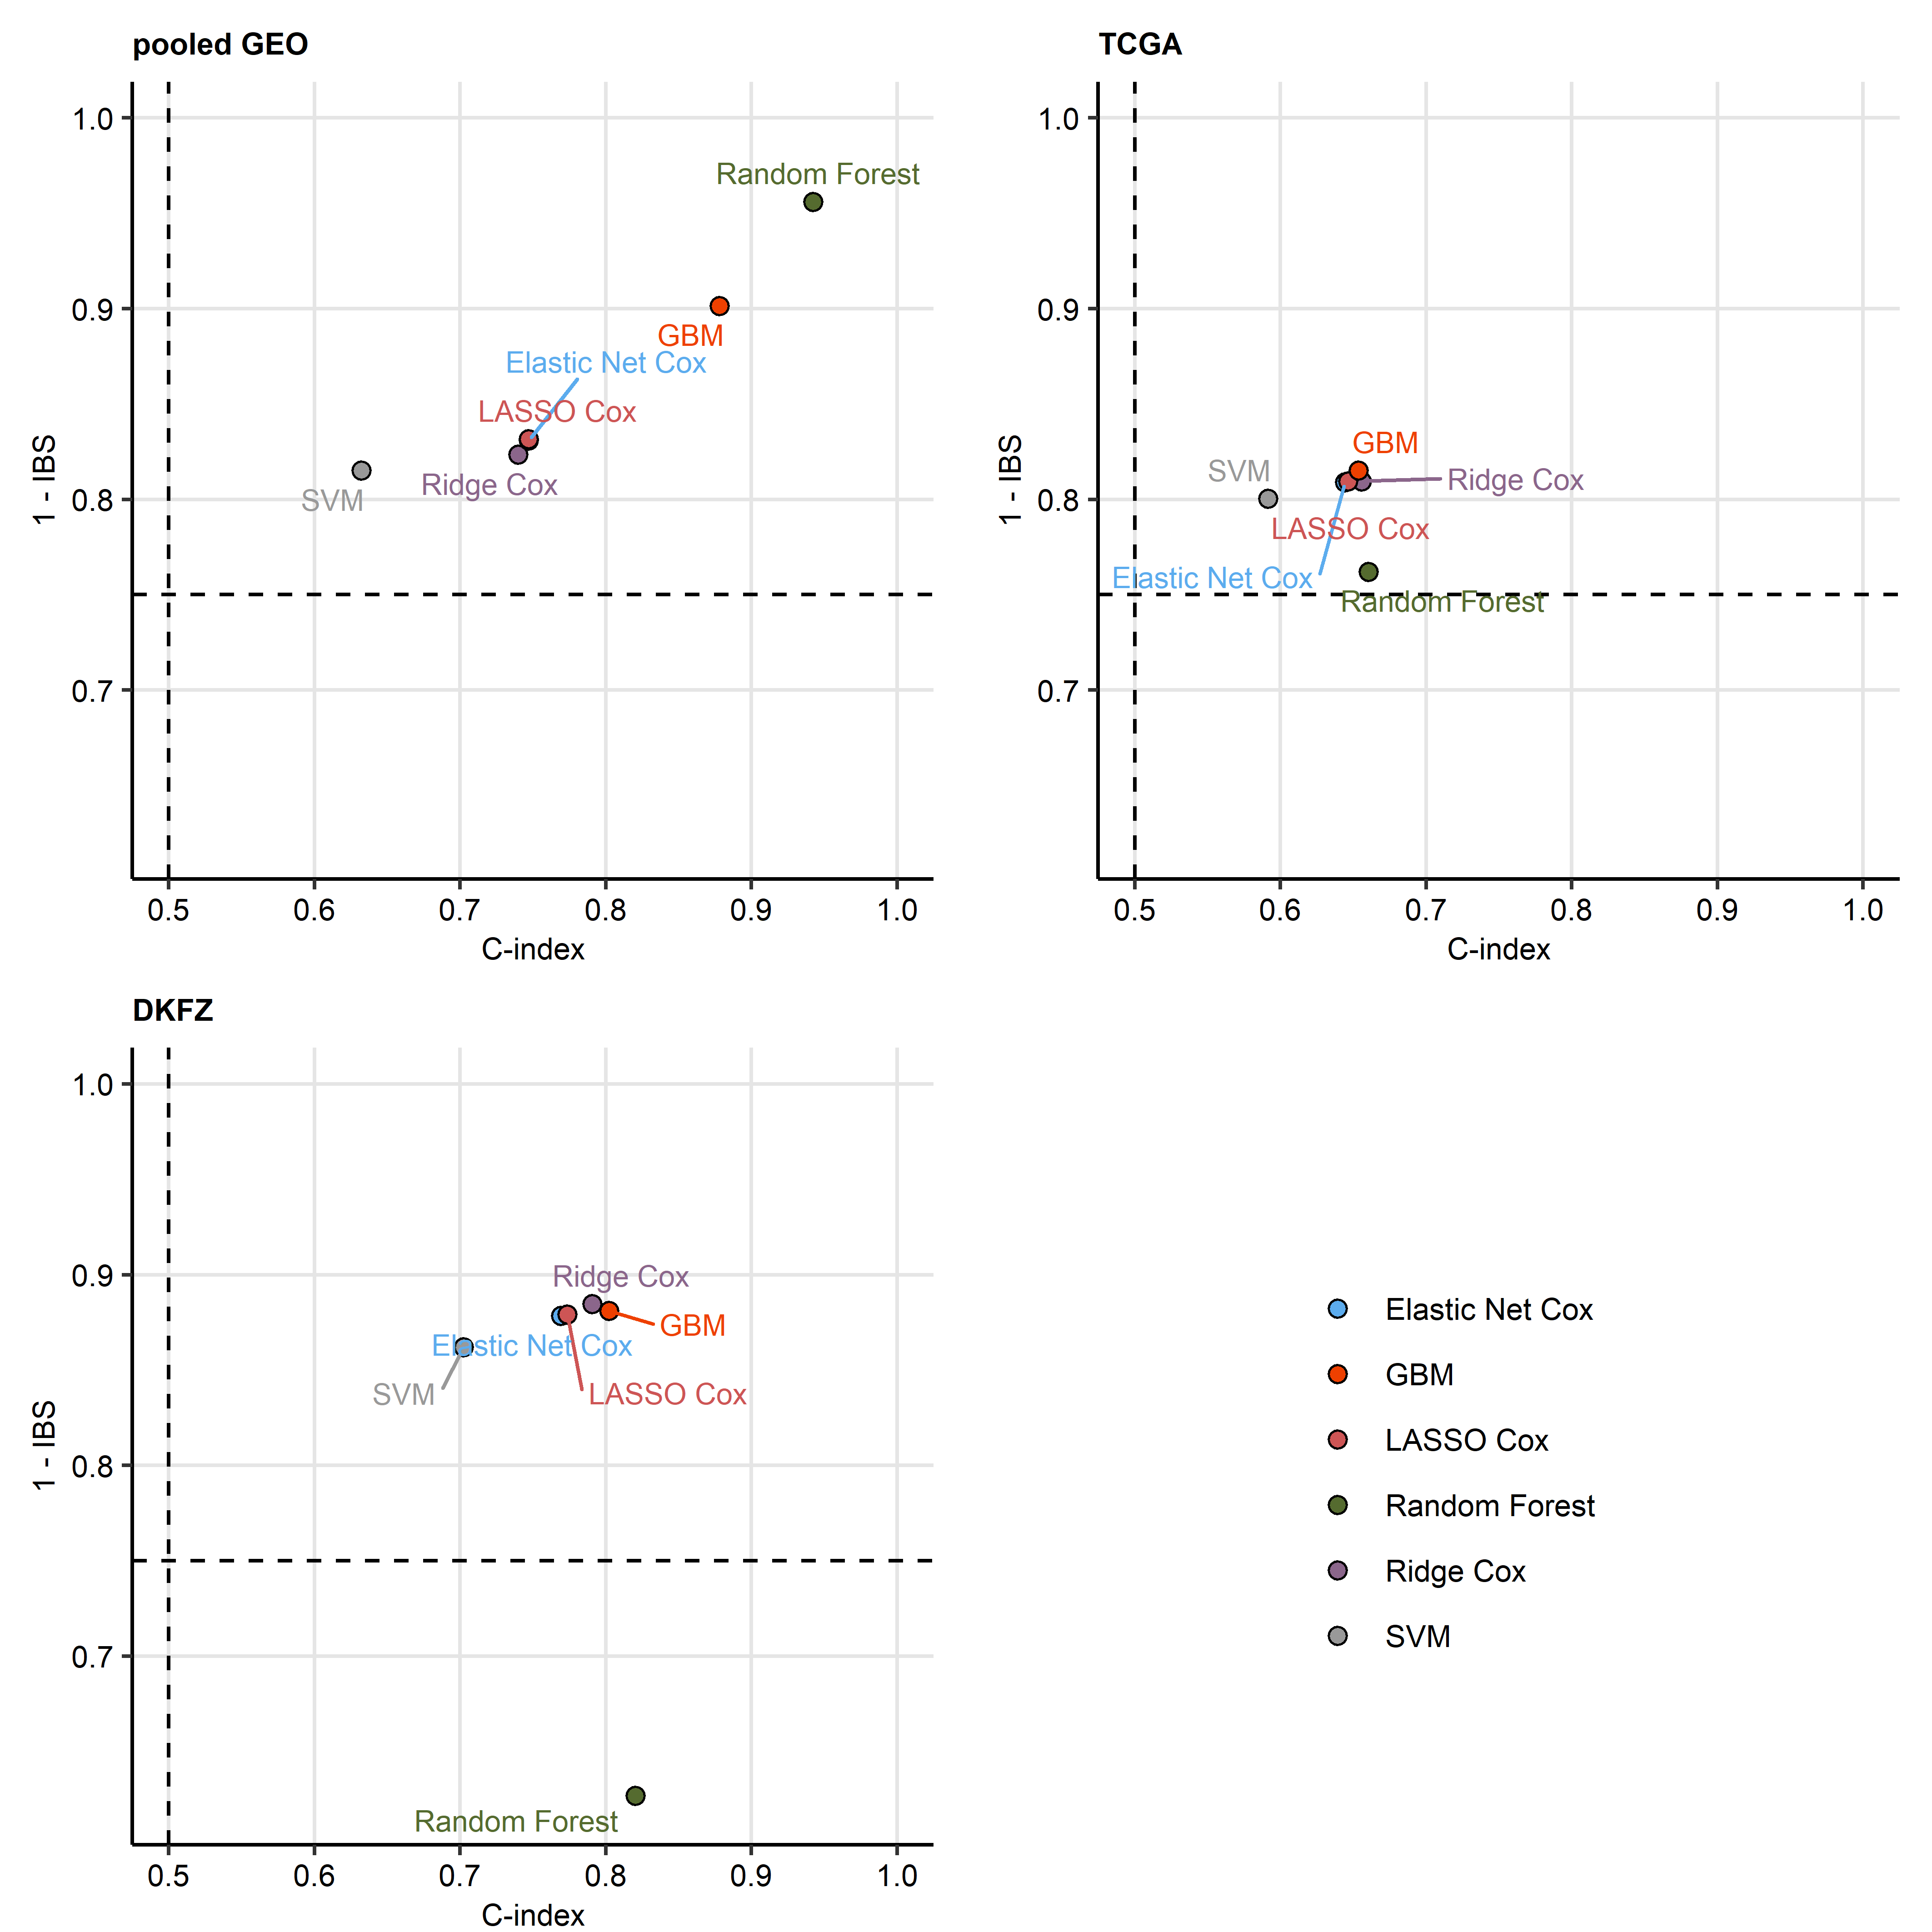 pooled GEO
1 - IBS
1.0
0.9
0.8
0.7
Random Forest
GBM
Elastic Net Cox
LASSO Cox
Ridge Cox
SVM
0.5 0.6 0.7 0.8 0.9 1.0
C-index
TCGA
1 - IBS
1.0
0.9
0.8
0.7
GBM
SVM
Ridge Cox
LASSO Cox
Elastic Net Cox
Random Forest
0.5 0.6 0.7 0.8 0.9 1.0
C-index
DKFZ
1 - IBS
1.0
0.9
0.8
0.7
Ridge Cox
GBM
Elastic Net Cox
SVM
LASSO Cox
Random Forest
0.5 0.6 0.7 0.8 0.9 1.0
C-index
Elastic Net Cox
GBM
LASSO Cox
Random Forest
Ridge Cox
SVM